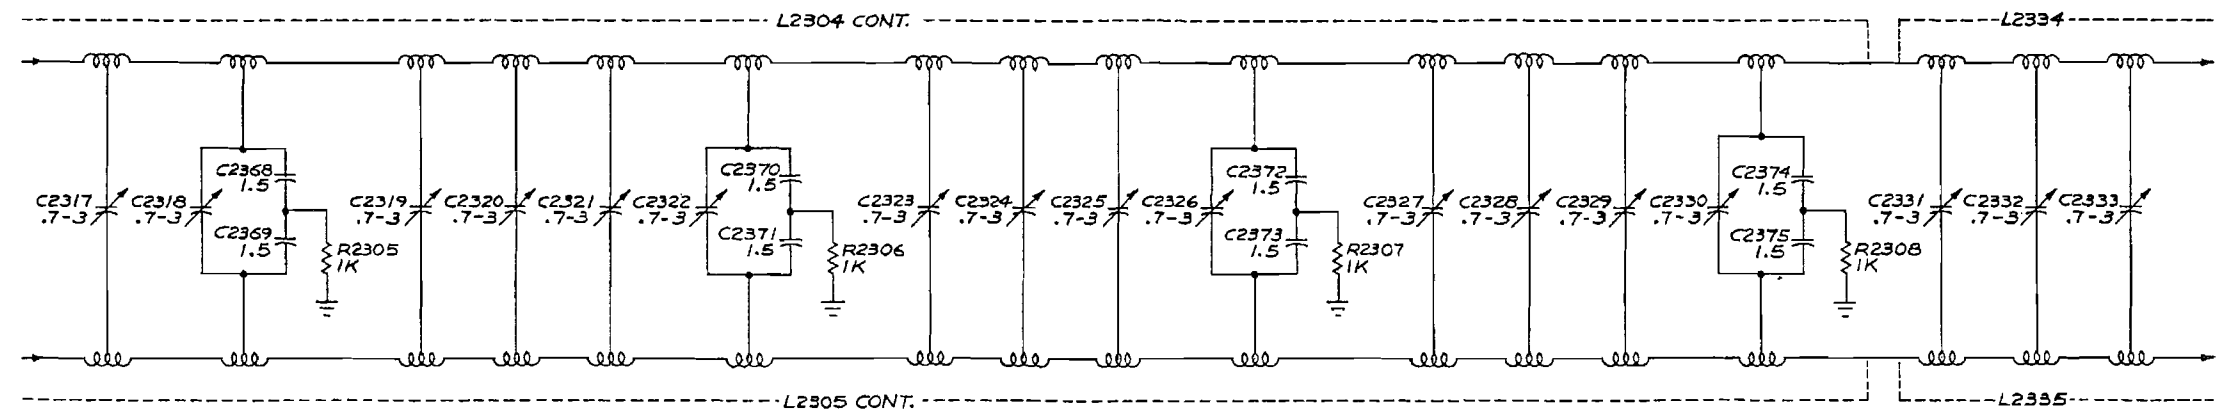 L2304 CONT.
L2334
C2317
.7-3
C2318
.7-3
C2368
1.5
C2369
1.5
R2305
1K
C2319
.7-3
C2320
.7-3
C2321
.7-3
C2322
.7-3
C2370
1.5
C2371
1.5
R2306
1K
C2323
.7-3
C2324
.7-3
C2325
.7-3
C2326
.7-3
C2372
1.5
C2373
1.5
R2307
1K
C2327
.7-3
C2328
.7-3
C2329
.7-3
C2330
.7-3
C2374
1.5
C2375
1.5
R2308
1K
C2331
.7-3
C2332
.7-3
C2333
.7-3
L2305 CONT.
L2335